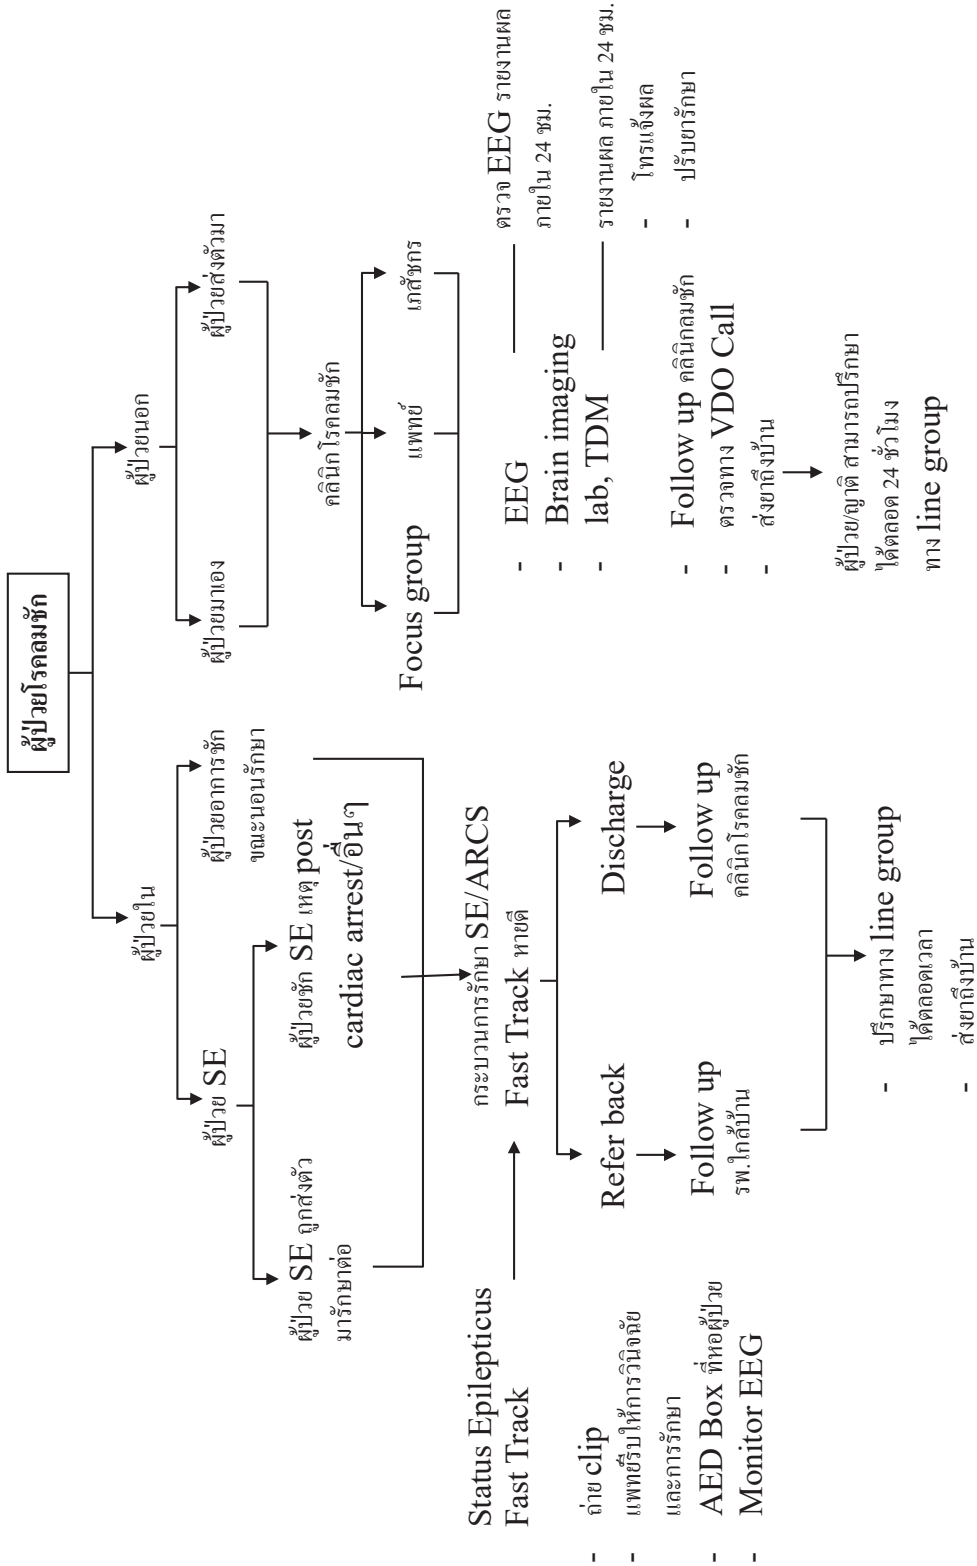 ผู้ป่วยโรคลมชัก
ผู้ป่วยใน
ผู้ป่วยนอก
ผู้ป่วย SE
ผู้ป่วยอาการชัก
ขณะนอนรักษา
ผู้ป่วยมาเอง
ผู้ป่วยส่งตัวมา
ผู้ป่วย SE ถูกส่งตัว
มารักษาต่อ
ผู้ป่วยชัก SE เหตุ post
cardiac arrest/อื่นๆ
คลินิกโรคลมชัก
Focus group
แพทย์
เภสัชกร
Status Epilepticus
Fast Track
กระบวนการรักษา SE/ARCS
Fast Track หายดี
- ถ่าย clip
- แพทย์รีบให้การวินิจฉัย
และการรักษา
- AED Box ที่หอผู้ป่วย
- Monitor EEG
Refer back
Discharge
Follow up
รพ.ใกล้บ้าน
Follow up
คลินิกโรคลมชัก
- ปรึกษาทาง line group
ได้ตลอดเวลา
- ส่งยาถึงบ้าน
- EEG
- Brain imaging
- lab, TDM
ตรวจ EEG รายงานผล
ภายใน 24 ชม.
รายงานผล ภายใน 24 ชม.
- โทรแจ้งผล
- ปรับยารักษา
- Follow up คลินิกลมชัก
- ตรวจทาง VDO Call
- ส่งยาถึงบ้าน
ผู้ป่วย/ญาติ สามารถปรึกษา
ได้ตลอด 24 ชั่วโมง
ทาง line group